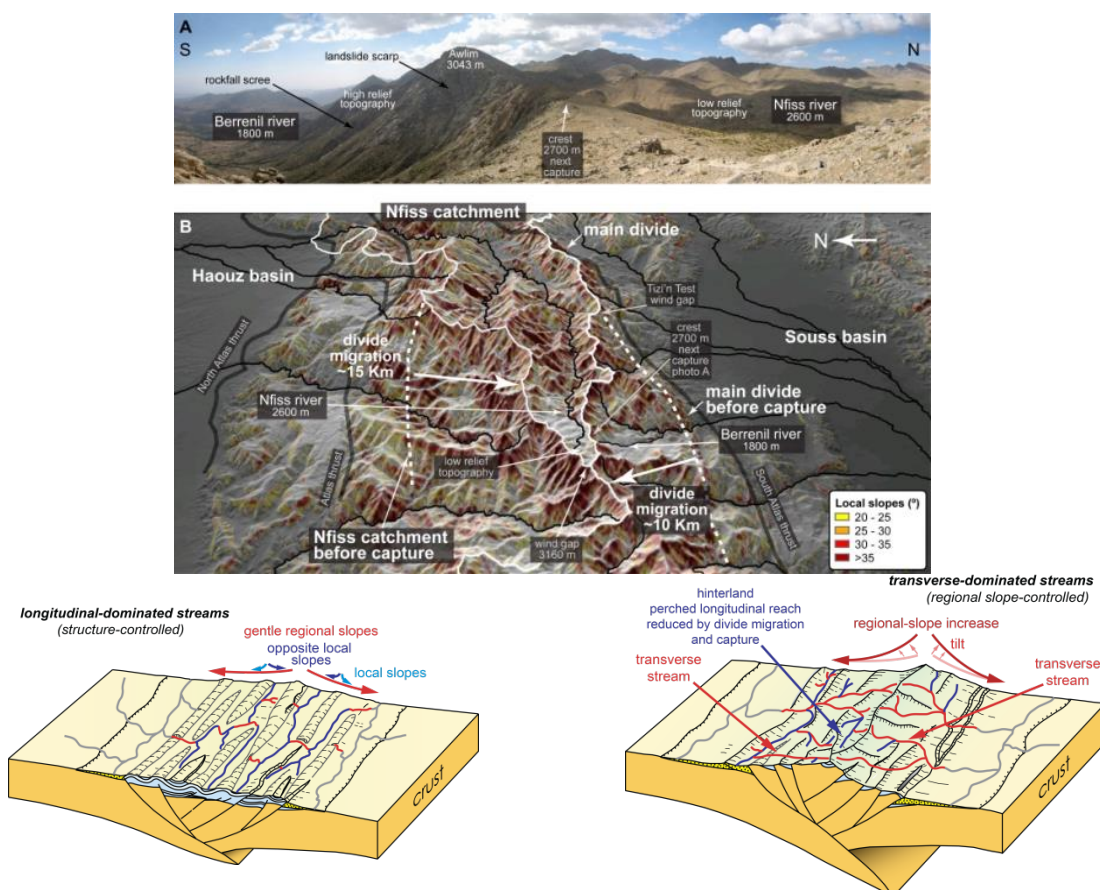 A
S
N
Awlim
3043 m
landslide scarp
rockfall scree
high relief
topography
Berrenil river
1800 m
low relief
topography
Nfiss river
2600 m
crest
2700 m
next
capture
B
Nfiss catchment
main divide
N
Haouz basin
Tizi'n Test
wind gap
Souss basin
North Atlas thrust
divide
migration
~15 Km
crest
2700 m
next
capture
photo A
Nfiss river
2600 m
main divide
before capture
Berrenil river
1800 m
low relief
topography
Atlas thrust
South Atlas thrust
Nfiss catchment
before capture
wind gap
3160 m
divide
migration
~10 Km
Local slopes (º)
20 - 25
25 - 30
30 - 35
>35
longitudinal-dominated streams
(structure-controlled)
gentle regional slopes
opposite local
slopes
local slopes
crust
transverse-dominated streams
(regional slope-controlled)
hinterland
perched longitudinal reach
reduced by divide migration
and capture
regional-slope increase
tilt
transverse
stream
transverse
stream
crust